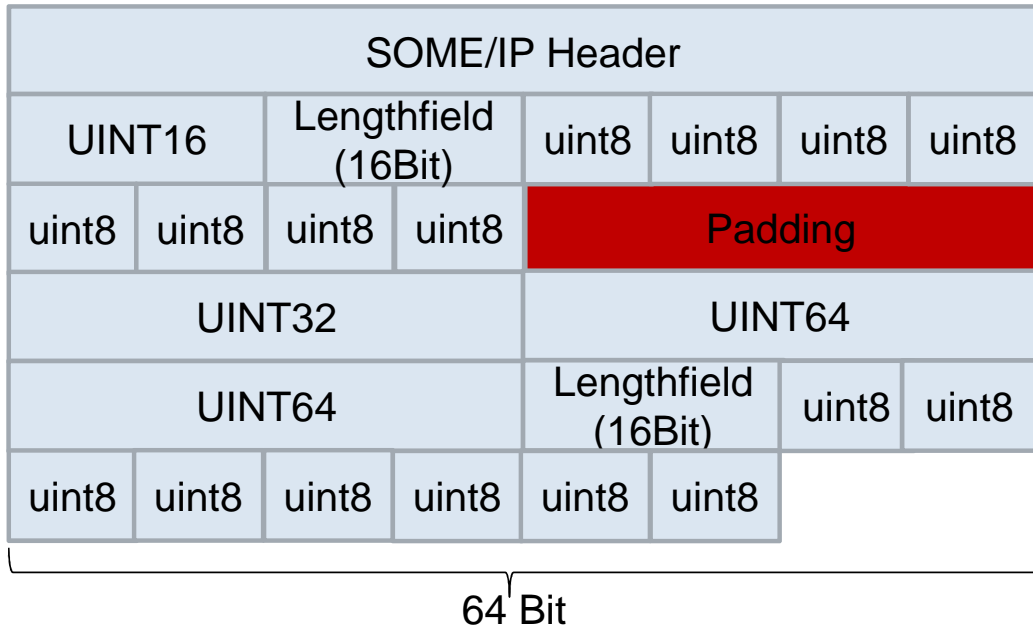 SOME/IP Header
UINT16 Lengthfield (16Bit) uint8 uint8 uint8 uint8
uint8 uint8 uint8 uint8 Padding
UINT32 UINT64
UINT64 Lengthfield (16Bit) uint8 uint8
uint8 uint8 uint8 uint8 uint8 uint8
64 Bit